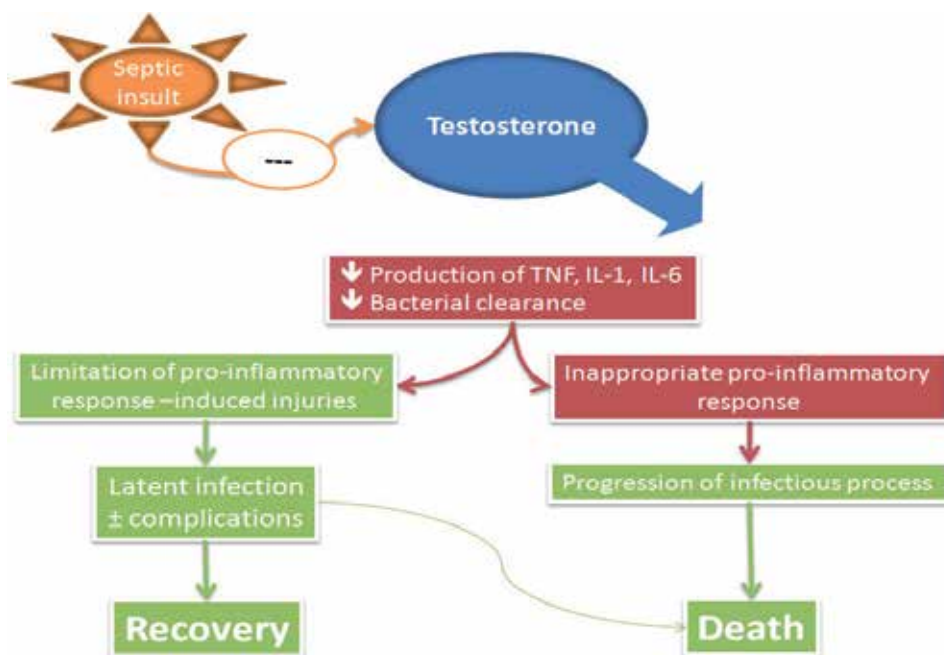 Septic
insult
---
Testosterone
🡇 Production of TNF, IL-1, IL-6
🡇 Bacterial clearance
Limitation of pro-inflammatory
response –induced injuries
Inappropriate pro-inflammatory
response
Latent infection
± complications
Progression of infectious process
Recovery
Death